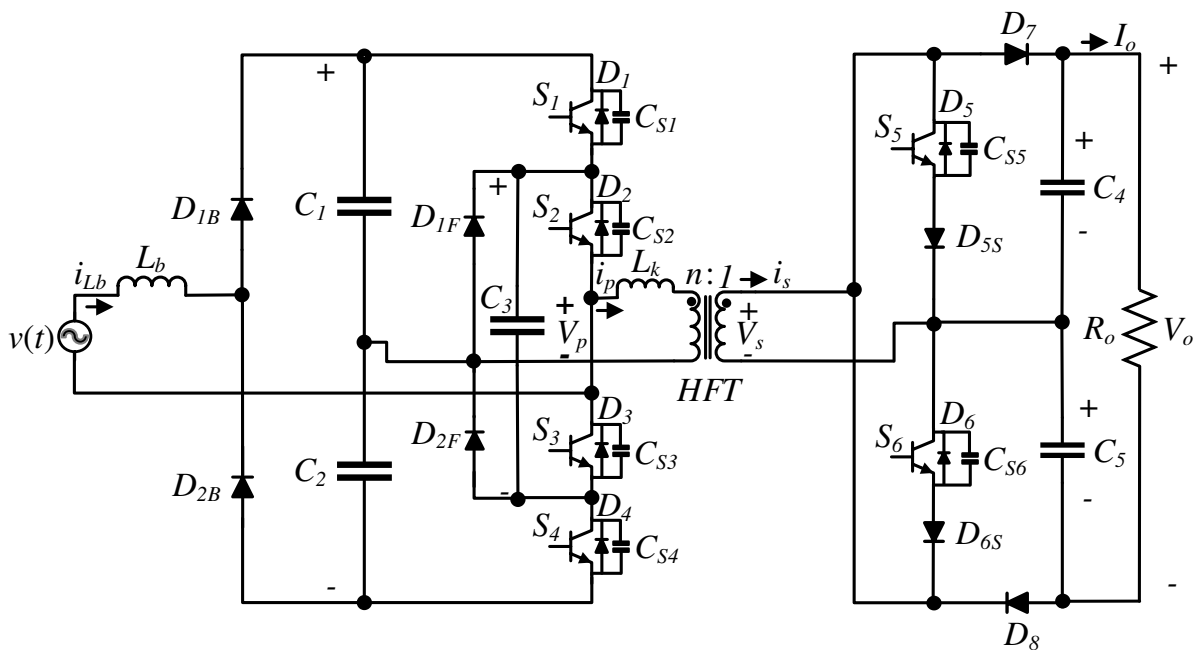 D7
Io
+
+
D1
S1
CS1
D5
S5
CS5
+
C4
-
D1B
C1
D1F
+
D2
S2
CS2
D5S
Lb
iLb
v(t)
C3
ip
Lk
n:1
is
+
Vp
-
+
Vs
-
HFT
Ro
Vo
D2B
C2
D2F
-
D3
S3
CS3
D6
S6
CS6
+
C5
-
D4
S4
CS4
D6S
-
-
D8